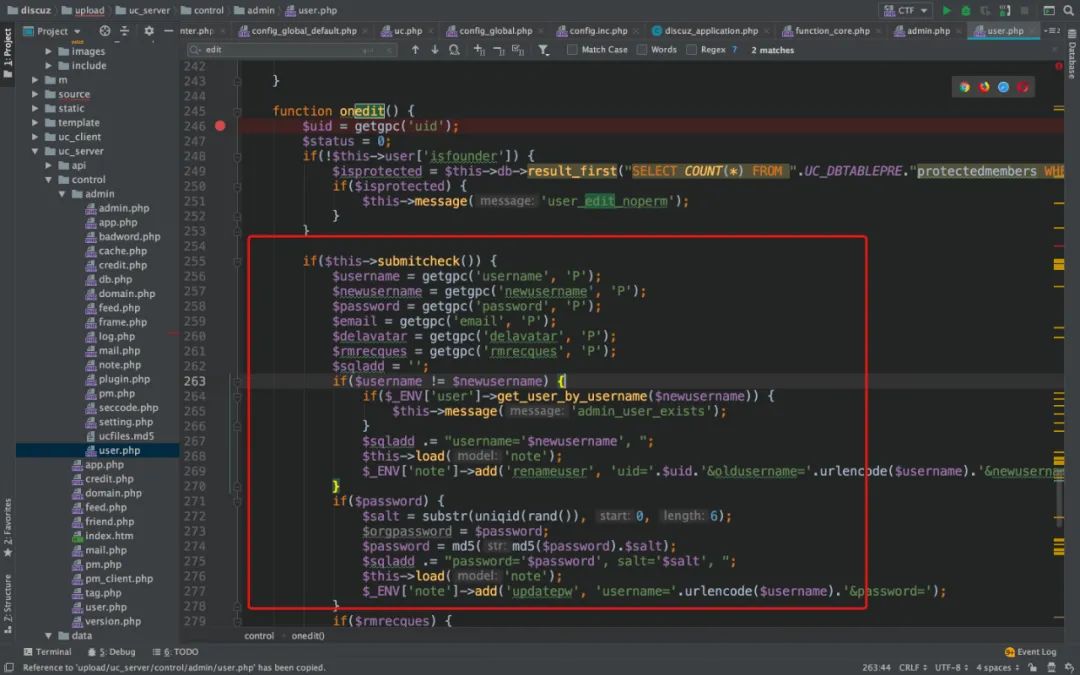 discuz upload uc_server control admin user.php CTF
Project nter.php config_global_default.php uc.php config_global.php config.inc.php discuz_application.php function_core.php admin.php user.php
1: Project
edit Match Case Words Regex ? 2 matches
Database
images
include
m
source
static
template
uc_client
uc_server
api
control
admin
admin.php
app.php
badword.php
cache.php
credit.php
db.php
domain.php
feed.php
frame.php
log.php
mail.php
note.php
plugin.php
pm.php
seccode.php
setting.php
ucfiles.md5
user.php
app.php
credit.php
domain.php
feed.php
friend.php
index.htm
mail.php
pm.php
pm_client.php
tag.php
user.php
version.php
data
2: Favorites
Z: Structure
242
243 }
244
245 function onedit() {
246 $uid = getgpc('uid');
247 $status = 0;
248 if(!$this->user['isfounder']) {
249 $isprotected = $this->db->result_first("SELECT COUNT(*) FROM ".UC_DBTABLEPRE."protectedmembers WHE
250 if($isprotected) {
251 $this->message( message: 'user_edit_noperm');
252 }
253 }
254
255 if($this->submitcheck()) {
256 $username = getgpc('username', 'P');
257 $newusername = getgpc('newusername', 'P');
258 $password = getgpc('password', 'P');
259 $email = getgpc('email', 'P');
260 $delavatar = getgpc('delavatar', 'P');
261 $rmrecques = getgpc('rmrecques', 'P');
262 $sqladd = '';
263 if($username != $newusername) {
264 if($_ENV['user']->get_user_by_username($newusername)) {
265 $this->message( message: 'admin_user_exists');
266 }
267 $sqladd .= "username='$newusername', ";
268 $this->load( model: 'note');
269 $_ENV['note']->add('renameuser', 'uid='.$uid.'&oldusername='.urlencode($username).'&newuserna
270 }
271 if($password) {
272 $salt = substr(uniqid(rand()), start: 0, length: 6);
273 $orgpassword = $password;
274 $password = md5( str: md5($password).$salt);
275 $sqladd .= "password='$password', salt='$salt', ";
276 $this->load( model: 'note');
277 $_ENV['note']->add('updatepw', 'username='.urlencode($username).'&password=');
278 }
279 if($rmrecques) {
control › onedit()
Terminal 5: Debug 6: TODO Event Log
Reference to 'upload/uc_server/control/admin/user.php' has been copied. 263:44 CRLF UTF-8 4 spaces